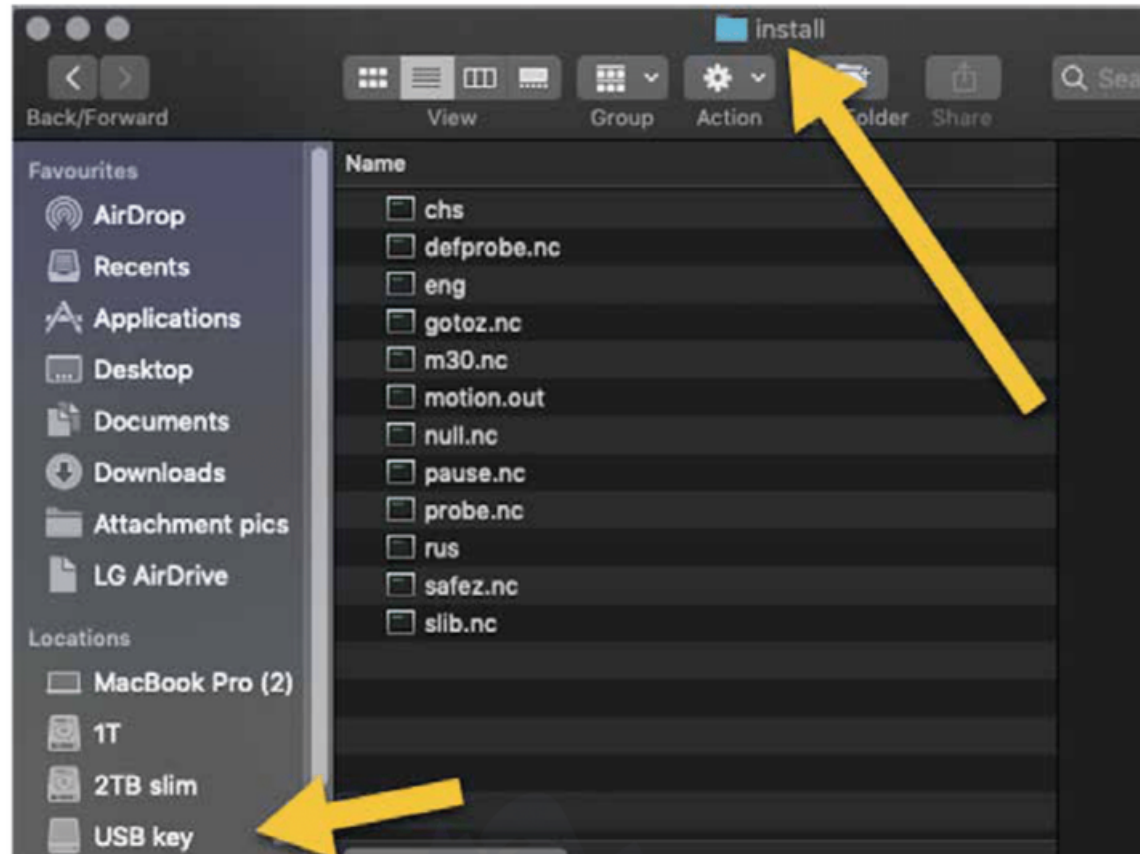 install
View Group Action Folder Share
Back/Forward
Sea
Favourites
AirDrop
Recents
Applications
Desktop
Documents
Downloads
Attachment pics
LG AirDrive
Locations
MacBook Pro (2)
1T
2TB slim
USB key
Name
chs
defprobe.nc
eng
gotoz.nc
m30.nc
motion.out
null.nc
pause.nc
probe.nc
rus
safez.nc
slib.nc